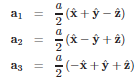 a₁ = a/2 (x̂ + ŷ − ẑ)
a₂ = a/2 (x̂ − ŷ + ẑ)
a₃ = a/2 (−x̂ + ŷ + ẑ)